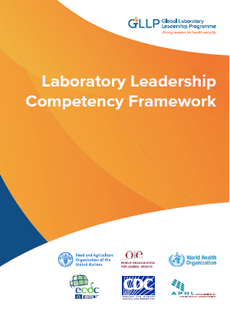 GLLP Global Laboratory
Leadership Programme
Strong leaders for health security
Laboratory Leadership
Competency Framework
Food and Agriculture
Organization of the
United Nations
oie
WORLD ORGANISATION
FOR ANIMAL HEALTH
World Health
Organization
ecdc
CDC
APHL